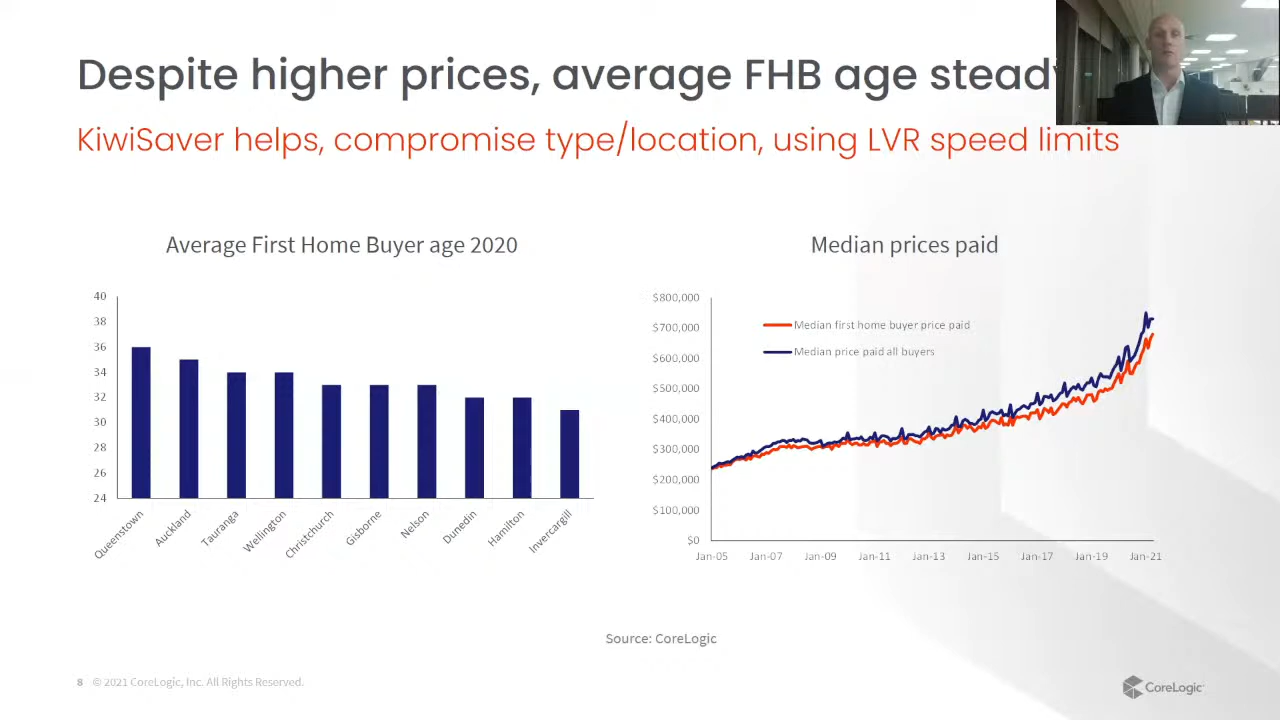 Despite higher prices, average FHB age steady
KiwiSaver helps, compromise type/location, using LVR speed limits
Average First Home Buyer age 2020
40
38
36
34
32
30
28
26
24
Queenstown
Auckland
Tauranga
Wellington
Christchurch
Gisborne
Nelson
Dunedin
Hamilton
Invercargill
Median prices paid
$800,000
$700,000
$600,000
$500,000
$400,000
$300,000
$200,000
$100,000
$0
Median first home buyer price paid
Median price paid all buyers
Jan-05 Jan-07 Jan-09 Jan-11 Jan-13 Jan-15 Jan-17 Jan-19 Jan-21
Source: CoreLogic
8 © 2021 CoreLogic, Inc. All Rights Reserved.
CoreLogic